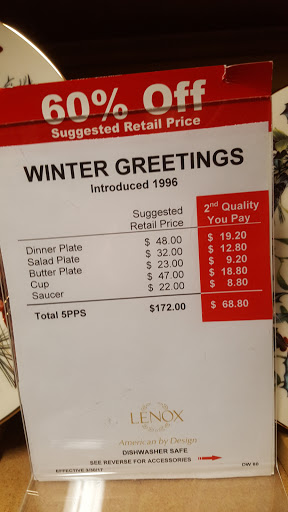 60% Off
Suggested Retail Price
WINTER GREETINGS
Introduced 1996
Suggested Retail Price 2nd Quality You Pay
Dinner Plate $ 48.00 $ 19.20
Salad Plate $ 32.00 $ 12.80
Butter Plate $ 23.00 $ 9.20
Cup $ 47.00 $ 18.80
Saucer $ 22.00 $ 8.80
Total 5PPS $172.00 $ 68.80
LENOX
American by Design
DISHWASHER SAFE
SEE REVERSE FOR ACCESSORIES
EFFECTIVE DW 60